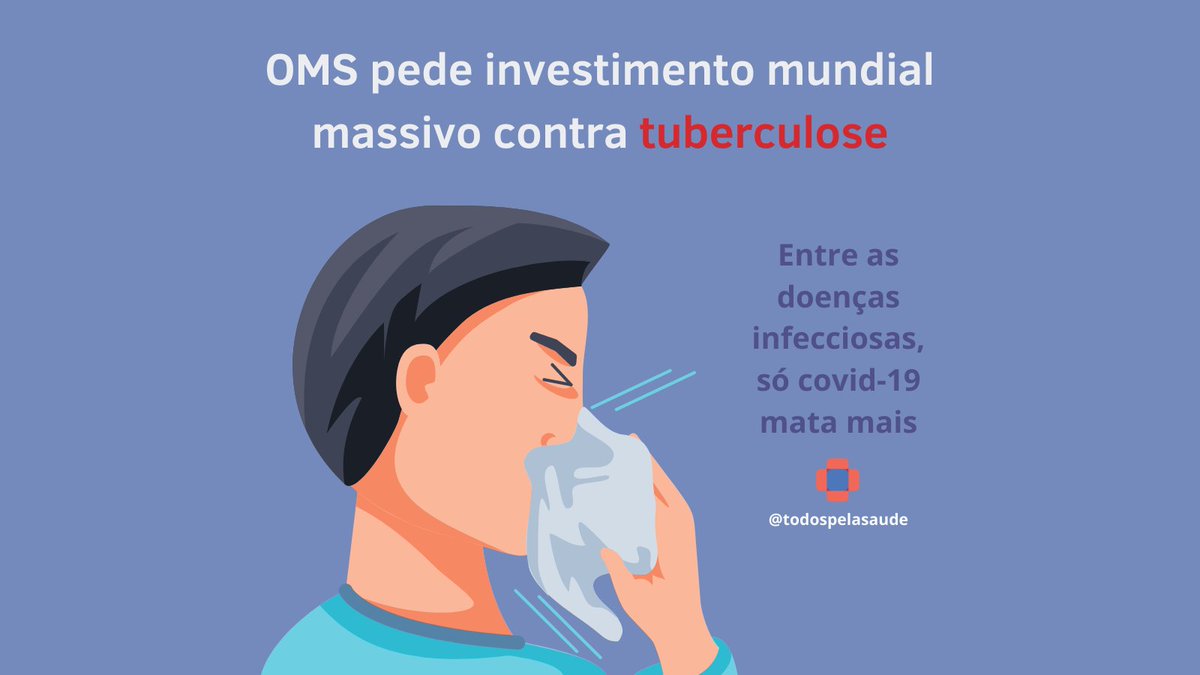 OMS pede investimento mundial
massivo contra tuberculose
Entre as
doenças
infecciosas,
só covid-19
mata mais
@todospelasaude